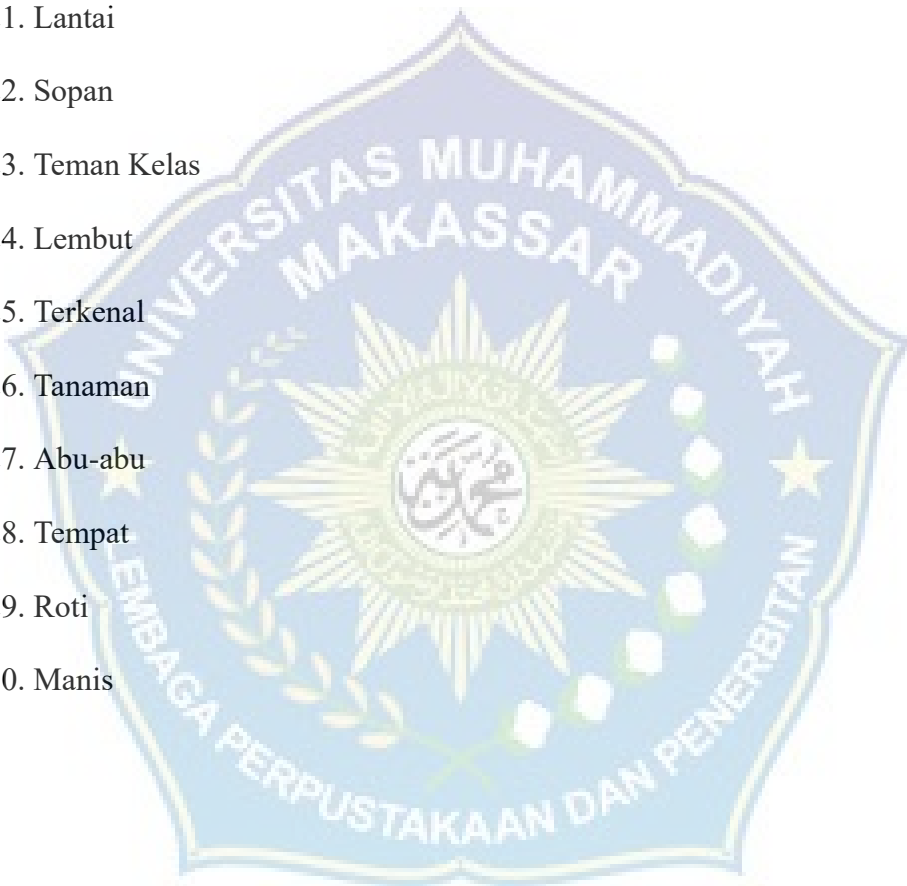 1. Lantai
2. Sopan
3. Teman Kelas
4. Lembut
5. Terkenal
6. Tanaman
7. Abu-abu
8. Tempat
9. Roti
0. Manis
UNIVERSITAS MUHAMMADIYAH
MAKASSAR
LEMBAGA PERPUSTAKAAN DAN PENERBITAN